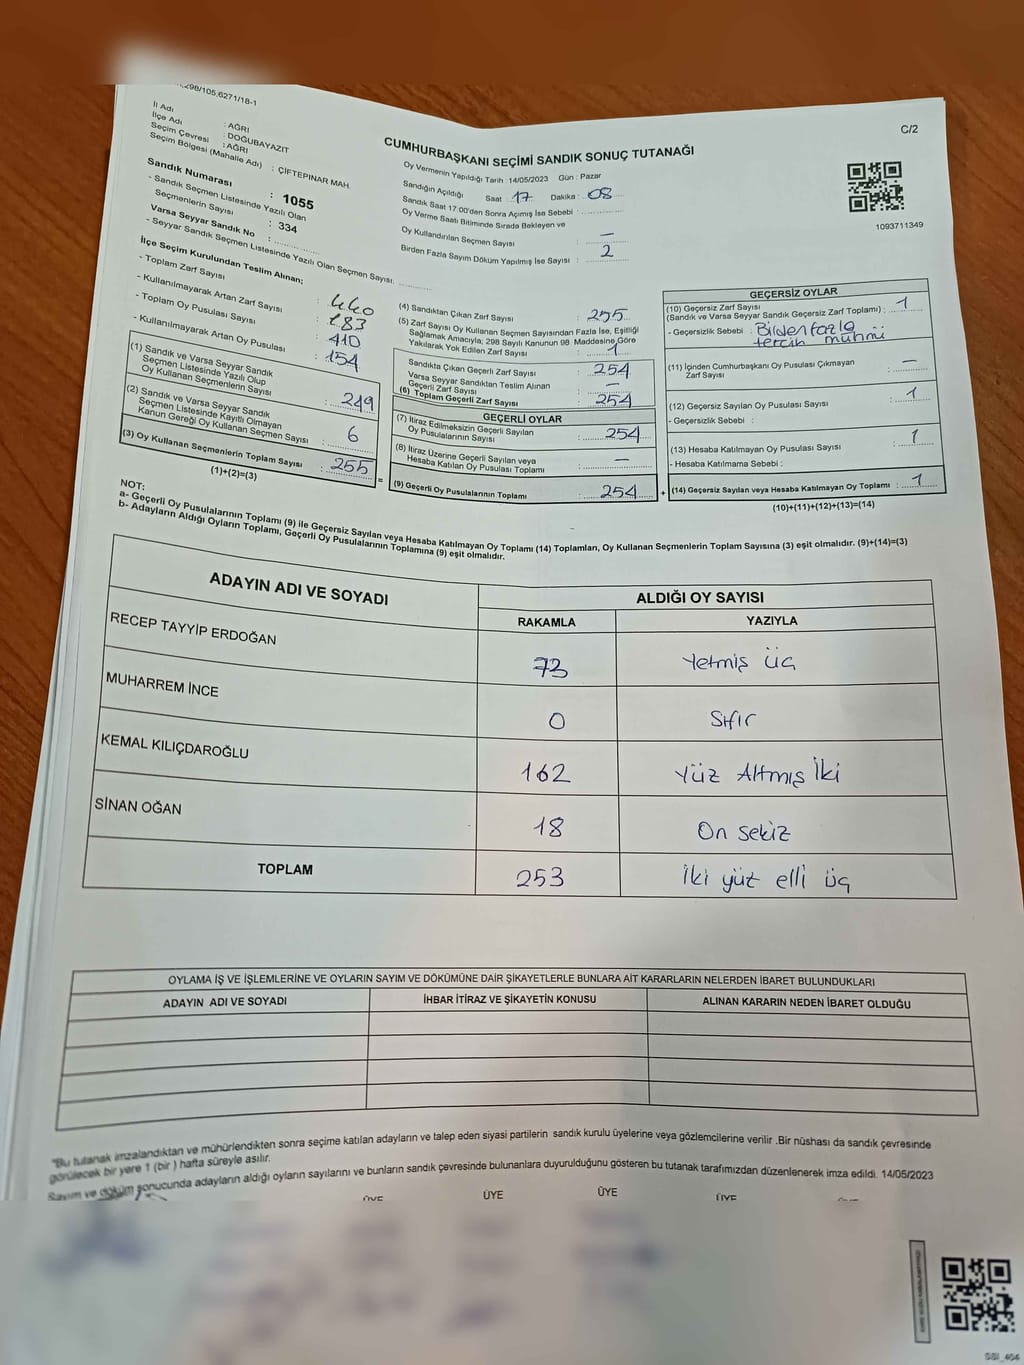 298/105,6271/18-1
C/2
İl Adı : AĞRI
İlçe Adı : DOĞUBAYAZIT
Seçim Çevresi : AĞRI
Seçim Bölgesi (Mahalle Adı) : ÇİFTEPINAR MAH.
Sandık Numarası : 1055
- Sandık Seçmen Listesinde Yazılı Olan
Seçmenlerin Sayısı : 334
Varsa Seyyar Sandık No :
- Seyyar Sandık Seçmen Listesinde Yazılı Olan Seçmen Sayısı:
CUMHURBAŞKANI SEÇİMİ SANDIK SONUÇ TUTANAĞI
Oy Vermenin Yapıldığı Tarih :14/05/2023 Gün : Pazar
Sandığın Açıldığı Saat : 17 Dakika : 08
Sandık Saat 17:00'den Sonra Açılmış İse Sebebi :
Oy Verme Saati Bitiminde Sırada Bekleyen ve
Oy Kullandırılan Seçmen Sayısı : —
Birden Fazla Sayım Döküm Yapılmış İse Sayısı : 2
1093711349
İlçe Seçim Kurulundan Teslim Alınan;
- Toplam Zarf Sayısı : 440
- Kullanılmayarak Artan Zarf Sayısı : 183
- Toplam Oy Pusulası Sayısı : 410
- Kullanılmayarak Artan Oy Pusulası : 154
(1) Sandık ve Varsa Seyyar Sandık
Seçmen Listesinde Yazılı Olup
Oy Kullanan Seçmenlerin Sayısı : 249
(2) Sandık ve Varsa Seyyar Sandık
Seçmen Listesinde Kayıtlı Olmayan
Kanun Gereği Oy Kullanan Seçmen Sayısı : 6
(3) Oy Kullanan Seçmenlerin Toplam Sayısı : 255
(1)+(2)=(3)
=
(4) Sandıktan Çıkan Zarf Sayısı : 255
(5) Zarf Sayısı Oy Kullanan Seçmen Sayısından Fazla İse, Eşitliği
Sağlamak Amacıyla; 298 Sayılı Kanunun 98. Maddesine Göre
Yakılarak Yok Edilen Zarf Sayısı : 1
Sandıkta Çıkan Geçerli Zarf Sayısı : 254
Varsa Seyyar Sandıktan Teslim Alınan
Geçerli Zarf Sayısı : —
(6) Toplam Geçerli Zarf Sayısı : 254
GEÇERLİ OYLAR
(7) İtiraz Edilmeksizin Geçerli Sayılan
Oy Pusulalarının Sayısı : 254
(8) İtiraz Üzerine Geçerli Sayılan veya
Hesaba Katılan Oy Pusulası Toplamı : —
(9) Geçerli Oy Pusulalarının Toplamı : 254
+
GEÇERSİZ OYLAR
(10) Geçersiz Zarf Sayısı
(Sandık ve Varsa Seyyar Sandık Geçersiz Zarf Toplamı) : 1
- Geçersizlik Sebebi : Birden fazla
tercih mührü
(11) İçinden Cumhurbaşkanı Oy Pusulası Çıkmayan
Zarf Sayısı : —
(12) Geçersiz Sayılan Oy Pusulası Sayısı : 1
- Geçersizlik Sebebi :
(13) Hesaba Katılmayan Oy Pusulası Sayısı : 1
- Hesaba Katılmama Sebebi :
(14) Geçersiz Sayılan veya Hesaba Katılmayan Oy Toplamı : 1
(10)+(11)+(12)+(13)=(14)
NOT:
a- Geçerli Oy Pusulalarının Toplamı (9) ile Geçersiz Sayılan veya Hesaba Katılmayan Oy Toplamı (14) Toplamları, Oy Kullanan Seçmenlerin Toplam Sayısına (3) eşit olmalıdır. (9)+(14)=(3)
b- Adayların Aldığı Oyların Toplamı, Geçerli Oy Pusulalarının Toplamına (9) eşit olmalıdır.
ADAYIN ADI VE SOYADI ALDIĞI OY SAYISI
RAKAMLA YAZIYLA
RECEP TAYYİP ERDOĞAN 73 Yetmiş üç
MUHARREM İNCE 0 Sıfır
KEMAL KILIÇDAROĞLU 162 Yüz Altmış İki
SİNAN OĞAN 18 On sekiz
TOPLAM 253 İki yüz elli üç
OYLAMA İŞ VE İŞLEMLERİNE VE OYLARIN SAYIM VE DÖKÜMÜNE DAİR ŞİKAYETLERLE BUNLARA AİT KARARLARIN NELERDEN İBARET BULUNDUKLARI
ADAYIN ADI VE SOYADI İHBAR İTİRAZ VE ŞİKAYETİN KONUSU ALINAN KARARIN NEDEN İBARET OLDUĞU
"Bu tutanak imzalandıktan ve mühürlendikten sonra seçime katılan adayların ve talep eden siyasi partilerin sandık kurulu üyelerine veya gözlemcilerine verilir .Bir nüshası da sandık çevresinde
görülecek bir yere 1 (bir ) hafta süreyle asılır.
Sayım ve döküm sonucunda adayların aldığı oyların sayılarını ve bunların sandık çevresinde bulunanlara duyurulduğunu gösteren bu tutanak tarafımızdan düzenlenerek imza edildi. 14/05/2023
ÜYE ÜYE ÜYE ÜYE